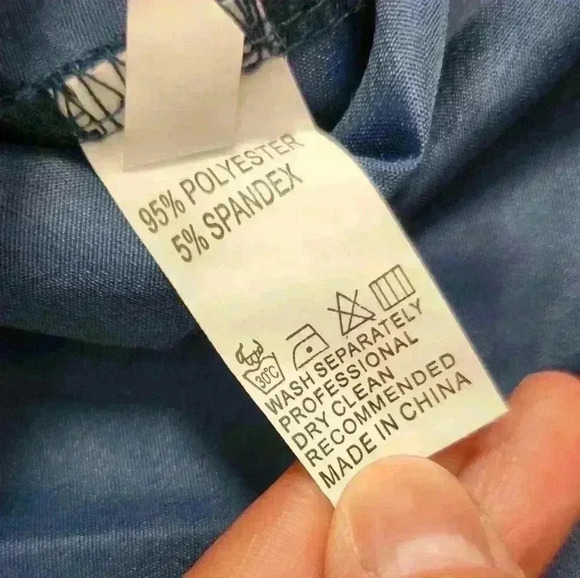 95% POLYESTER
5% SPANDEX
30°C
WASH SEPARATELY
PROFESSIONAL
DRY CLEAN
RECOMMENDED
MADE IN CHINA